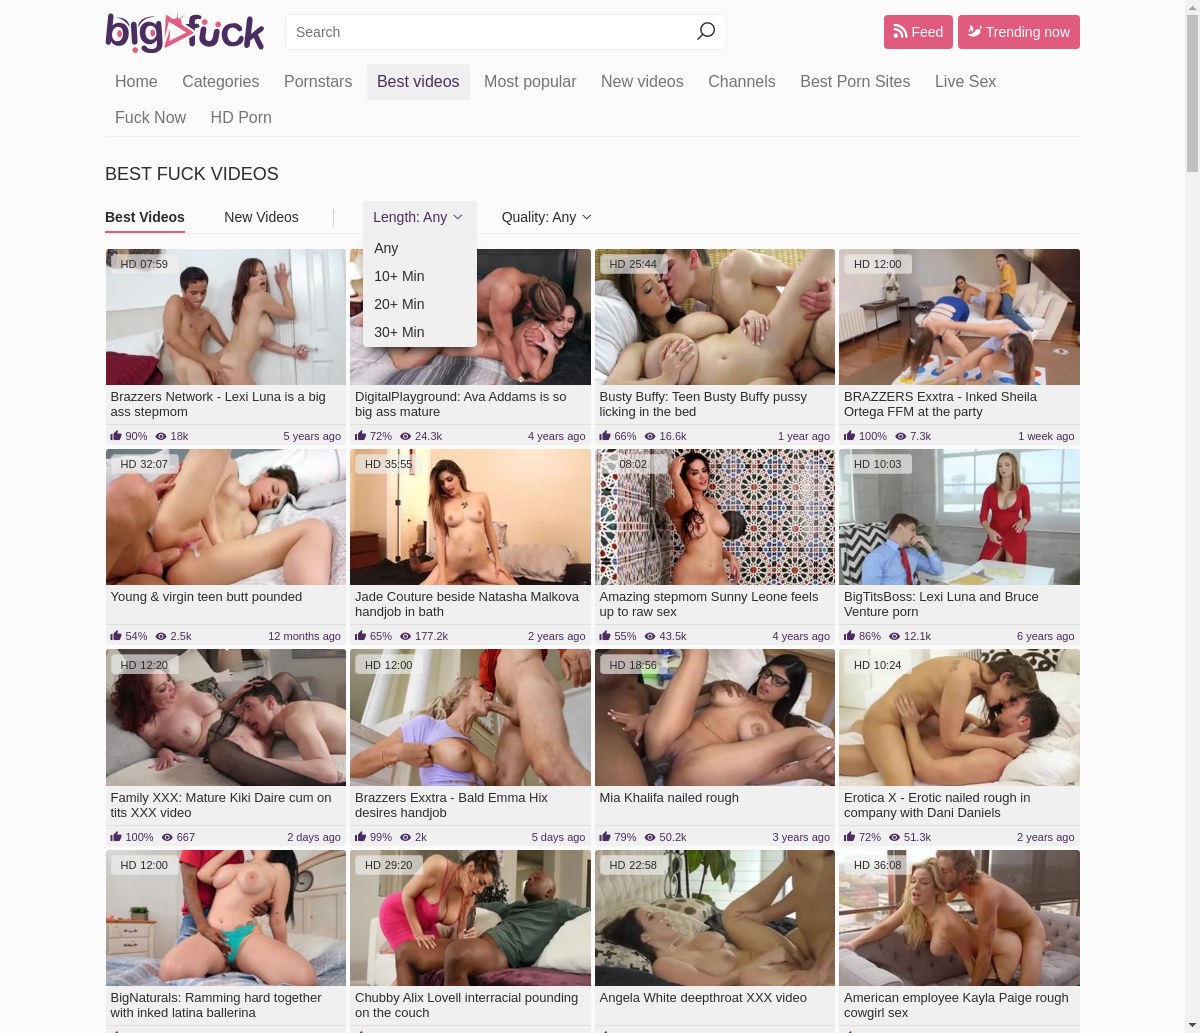 bigfuck
Search
Feed
Trending now
Home Categories Pornstars Best videos Most popular New videos Channels Best Porn Sites Live Sex
Fuck Now HD Porn
BEST FUCK VIDEOS
Best Videos New Videos Length: Any Quality: Any
Any
10+ Min
20+ Min
30+ Min
HD 07:59
HD 25:44
HD 12:00
Brazzers Network - Lexi Luna is a big
ass stepmom
90% 18k 5 years ago
DigitalPlayground: Ava Addams is so
big ass mature
72% 24.3k 4 years ago
Busty Buffy: Teen Busty Buffy pussy
licking in the bed
66% 16.6k 1 year ago
BRAZZERS Exxtra - Inked Sheila
Ortega FFM at the party
100% 7.3k 1 week ago
HD 32:07
HD 35:55
08:02
HD 10:03
Young & virgin teen butt pounded
54% 2.5k 12 months ago
Jade Couture beside Natasha Malkova
handjob in bath
65% 177.2k 2 years ago
Amazing stepmom Sunny Leone feels
up to raw sex
55% 43.5k 4 years ago
BigTitsBoss: Lexi Luna and Bruce
Venture porn
86% 12.1k 6 years ago
HD 12:20
HD 12:00
HD 18:56
HD 10:24
Family XXX: Mature Kiki Daire cum on
tits XXX video
100% 667 2 days ago
Brazzers Exxtra - Bald Emma Hix
desires handjob
99% 2k 5 days ago
Mia Khalifa nailed rough
79% 50.2k 3 years ago
Erotica X - Erotic nailed rough in
company with Dani Daniels
72% 51.3k 2 years ago
HD 12:00
HD 29:20
HD 22:58
HD 36:08
BigNaturals: Ramming hard together
with inked latina ballerina
Chubby Alix Lovell interracial pounding
on the couch
Angela White deepthroat XXX video
American employee Kayla Paige rough
cowgirl sex